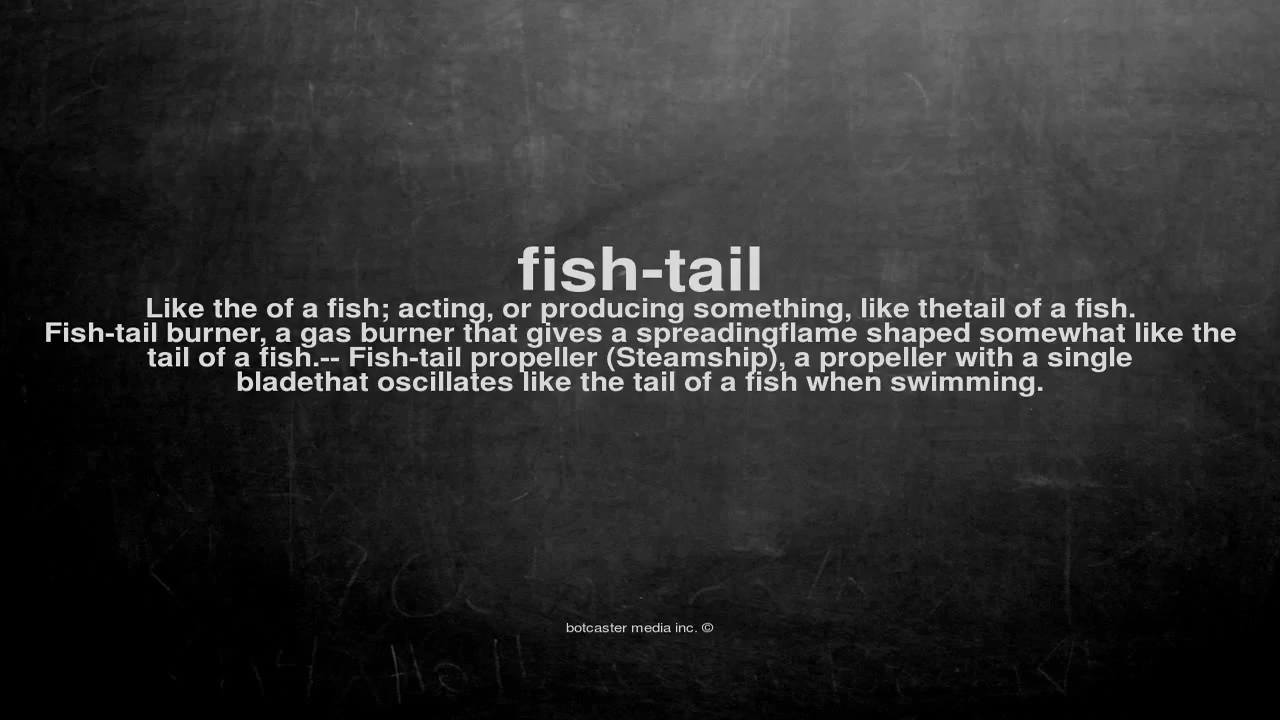 fish-tail
Like the of a fish; acting, or producing something, like thetail of a fish.
Fish-tail burner, a gas burner that gives a spreadingflame shaped somewhat like the
tail of a fish.-- Fish-tail propeller (Steamship), a propeller with a single
bladethat oscillates like the tail of a fish when swimming.
botcaster media inc. ©